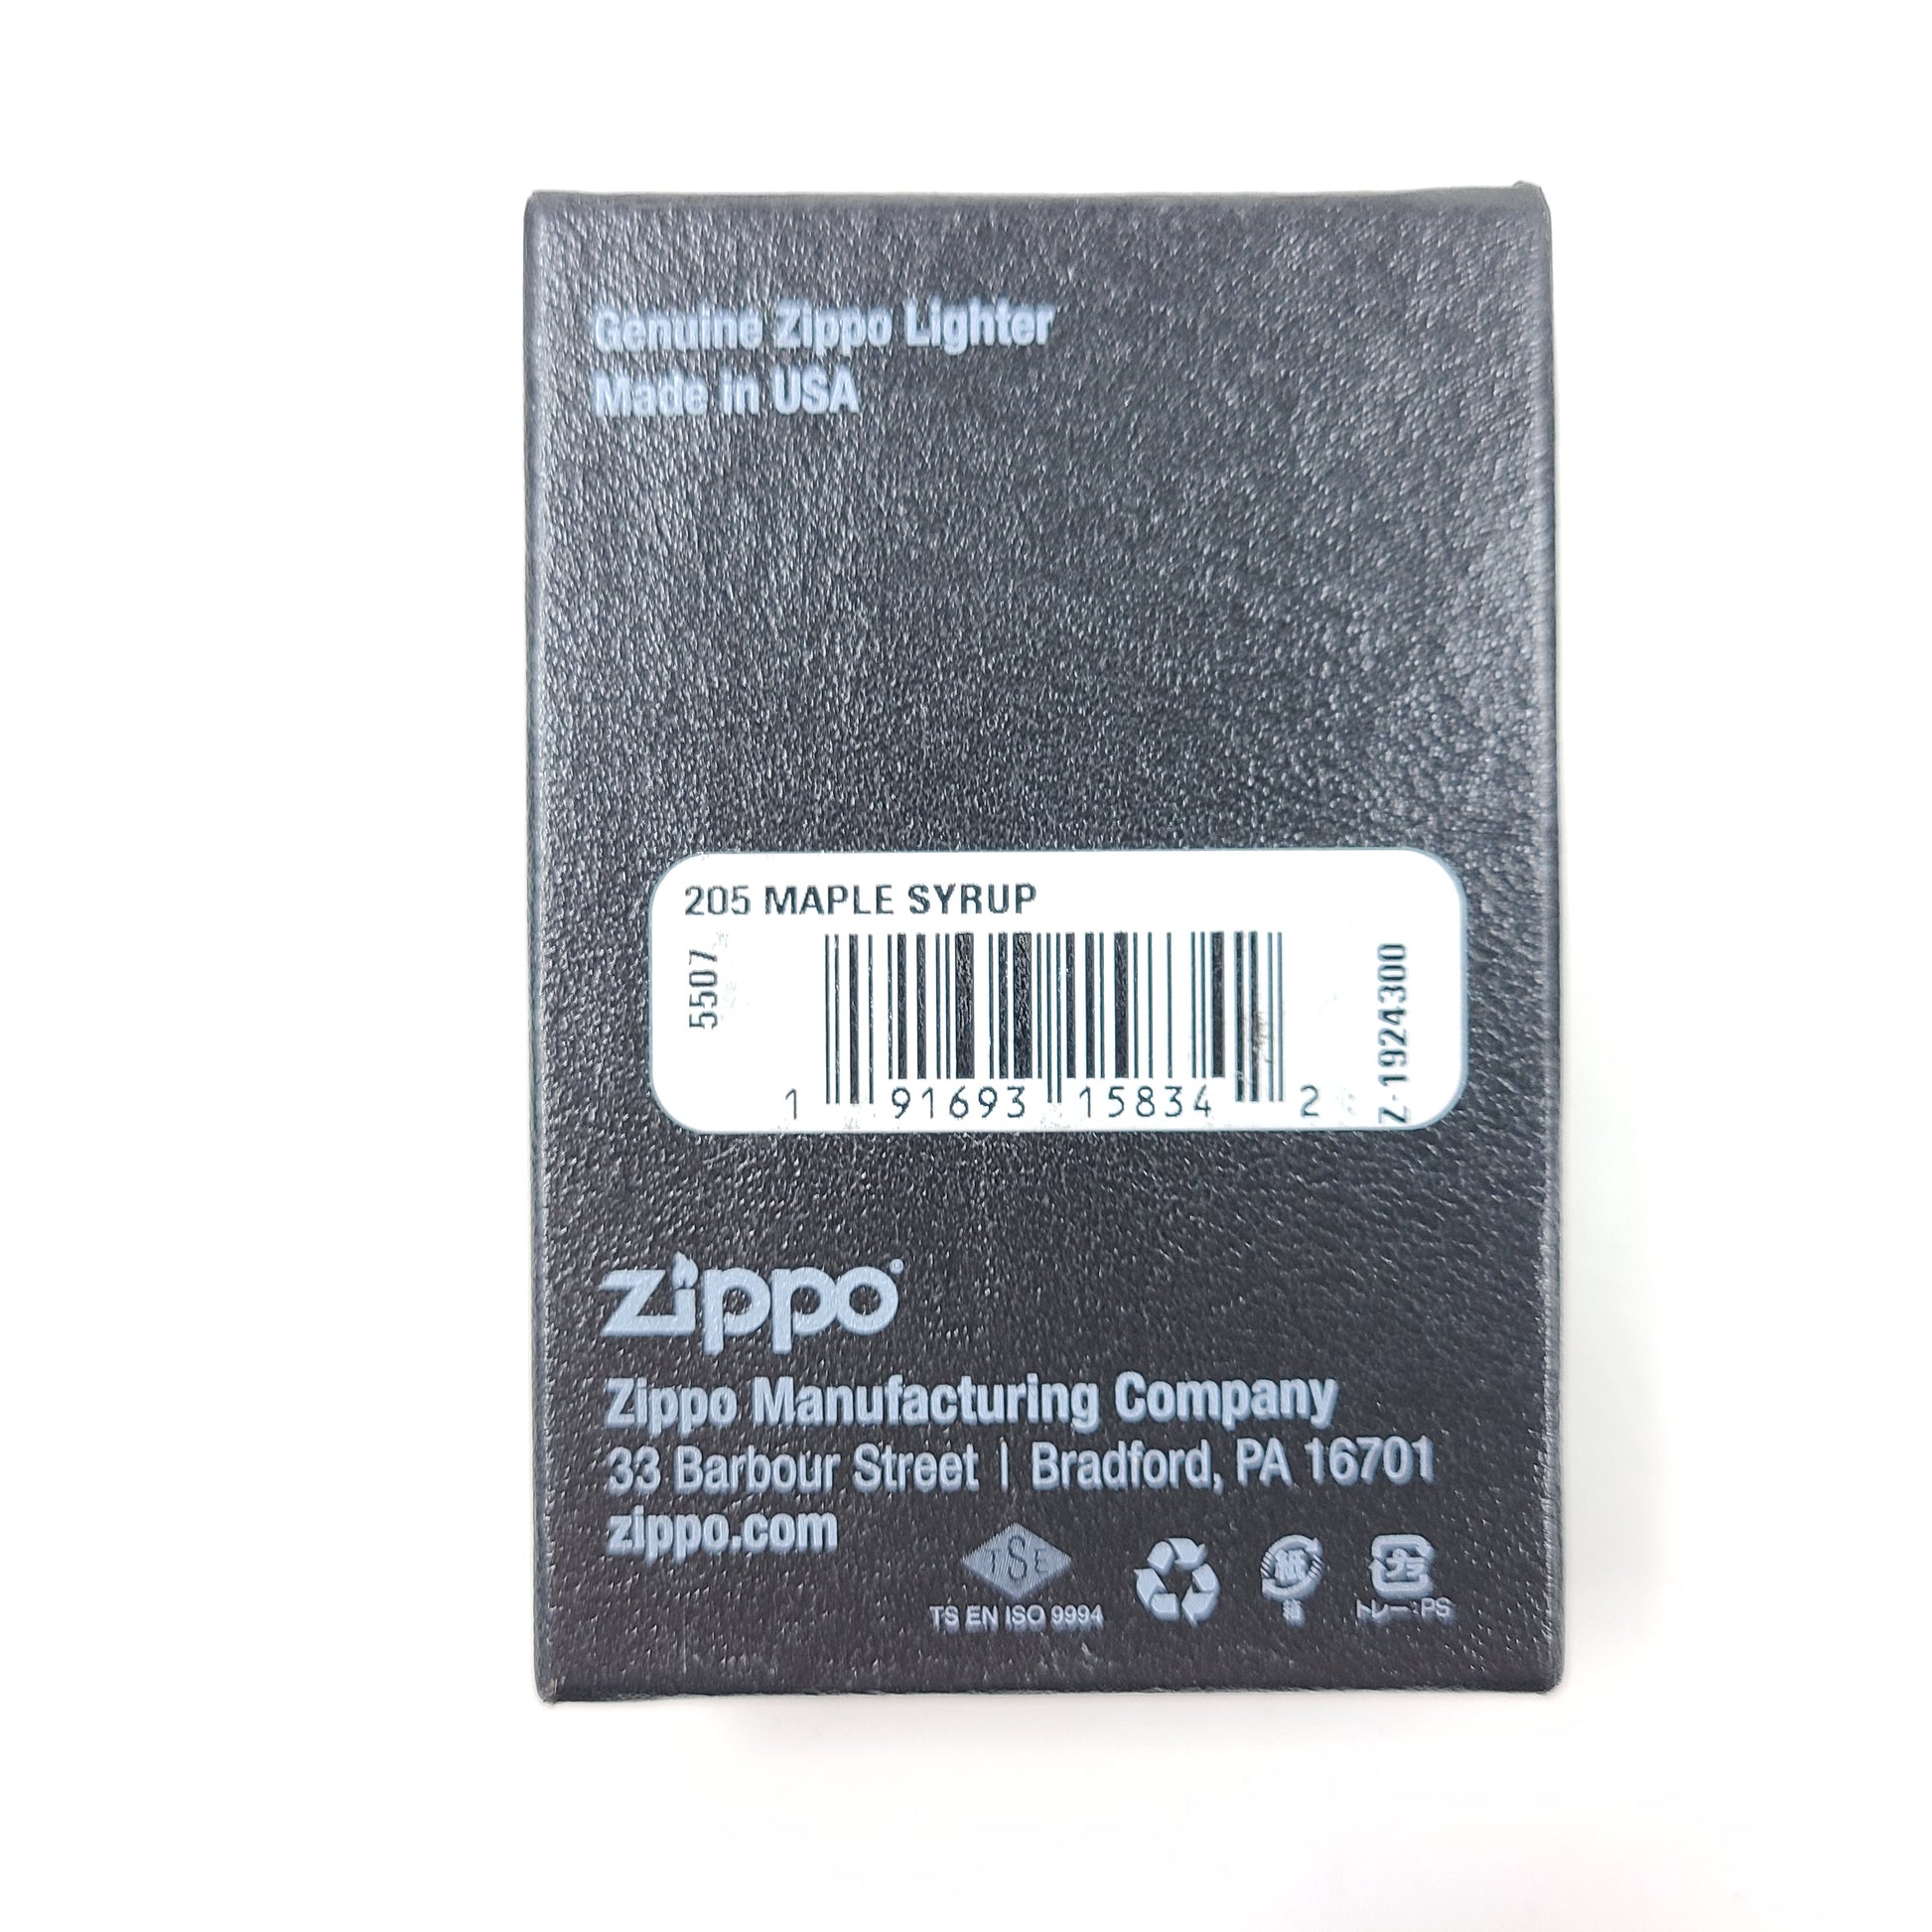 Genuine Zippo Lighter
Made in USA
205 MAPLE SYRUP
5507
1 91693 15834 2
Z-1924300
zippo®
Zippo Manufacturing Company
33 Barbour Street | Bradford, PA 16701
zippo.com
TSE
TS EN ISO 9994
紙
箱
プラ
トレー:PS